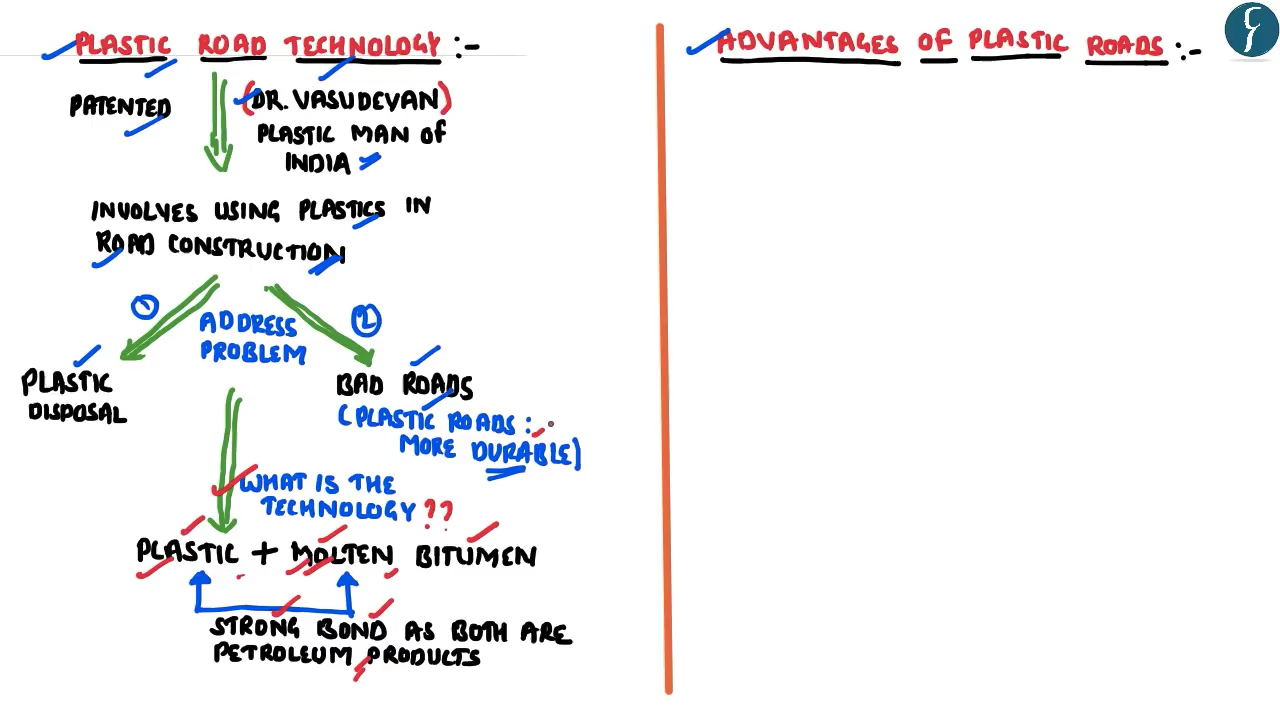 PLASTIC ROAD TECHNOLOGY :-
PATENTED
(DR. VASUDEVAN)
PLASTIC MAN OF
INDIA
INVOLVES USING PLASTICS IN
ROAD CONSTRUCTION
1
2
ADDRESS
PROBLEM
PLASTIC
DISPOSAL
BAD ROADS
(PLASTIC ROADS :
MORE DURABLE)
WHAT IS THE
TECHNOLOGY ??
PLASTIC + MOLTEN BITUMEN
STRONG BOND AS BOTH ARE
PETROLEUM PRODUCTS
ADVANTAGES OF PLASTIC ROADS :-